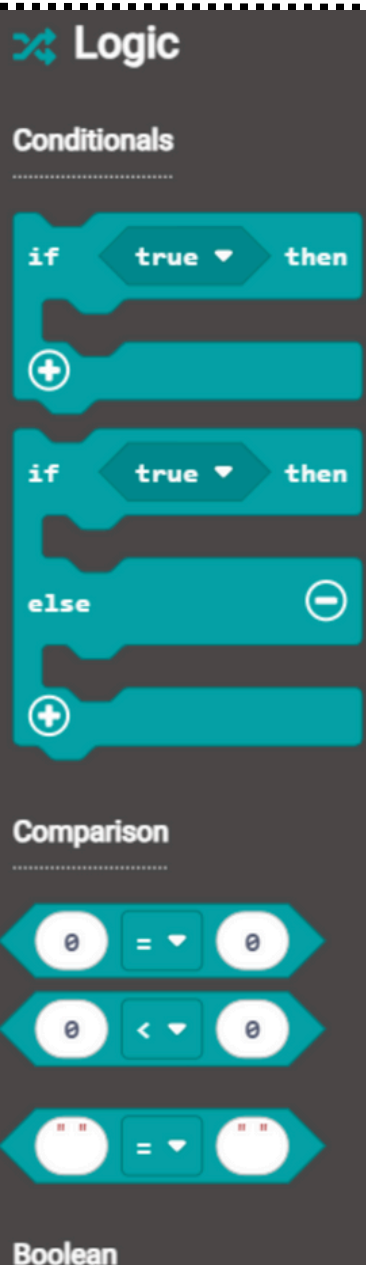 Logic
Conditionals
if true then
if true then
else
Comparison
0 = 0
0 < 0
" " = " "
Boolean